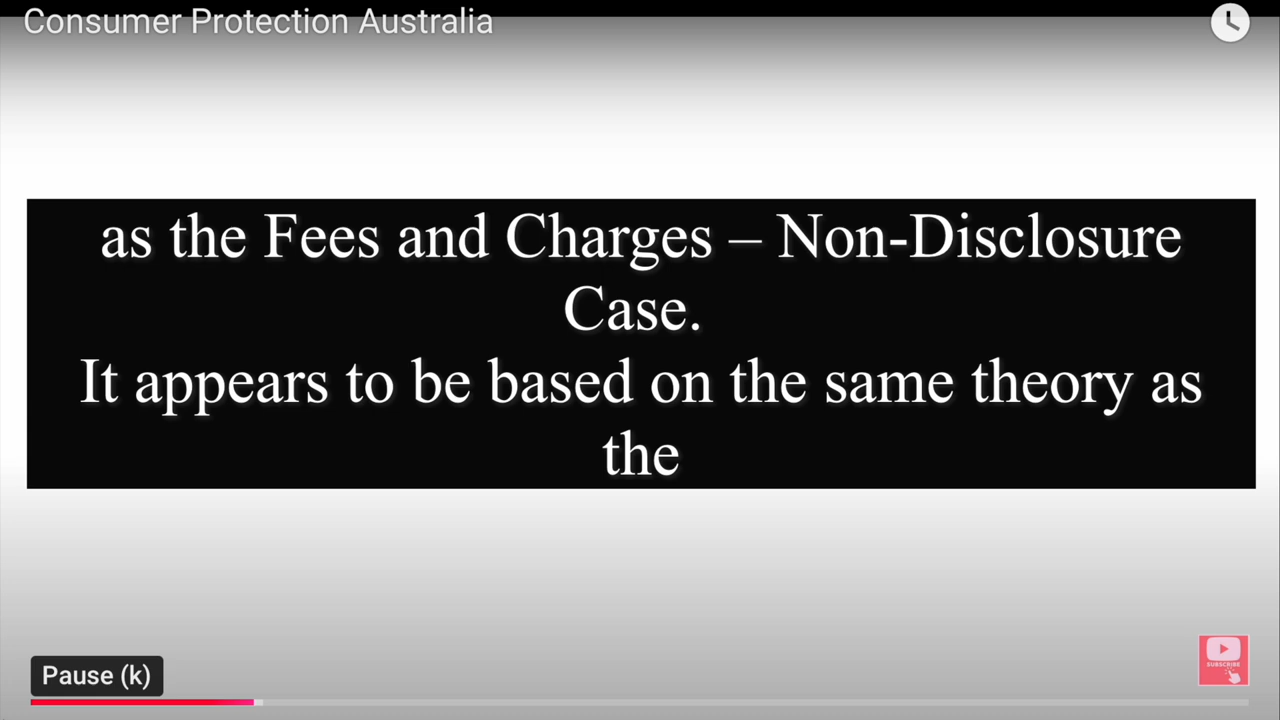 Consumer Protection Australia
as the Fees and Charges – Non-Disclosure
Case.
It appears to be based on the same theory as
the
Pause (k)
SUBSCRIBE